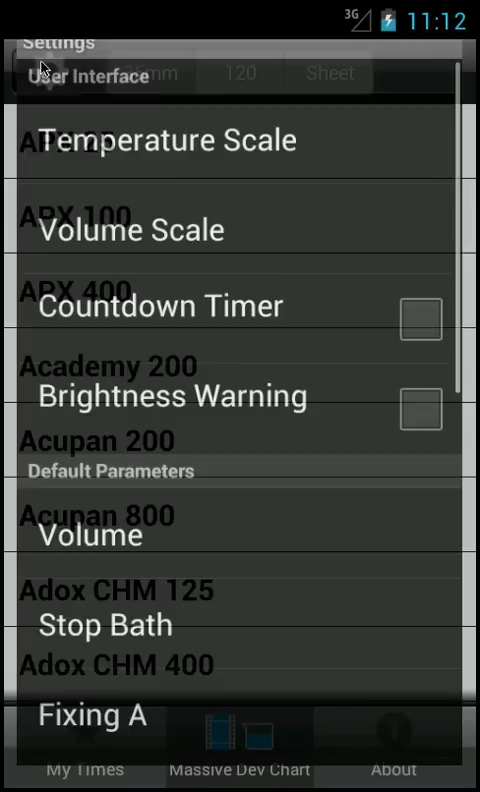 3G 11:12
Settings
User Interface
35mm 120 Sheet
Temperature Scale
APX 25
APX 100
Volume Scale
APX 400
Countdown Timer
Academy 200
Brightness Warning
Acupan 200
Default Parameters
Acupan 800
Volume
Adox CHM 125
Stop Bath
Adox CHM 400
Fixing A
My Times Massive Dev Chart About